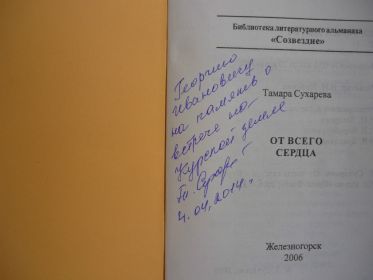 Библиотека литературного альманаха
«Созвездие»
Георгию
Ивановичу
на память о
встрече на
Курской земле
Т. Сухарева
4.04.2014 г.
Тамара Сухарева
ОТ ВСЕГО
СЕРДЦА
Железногорск
2006